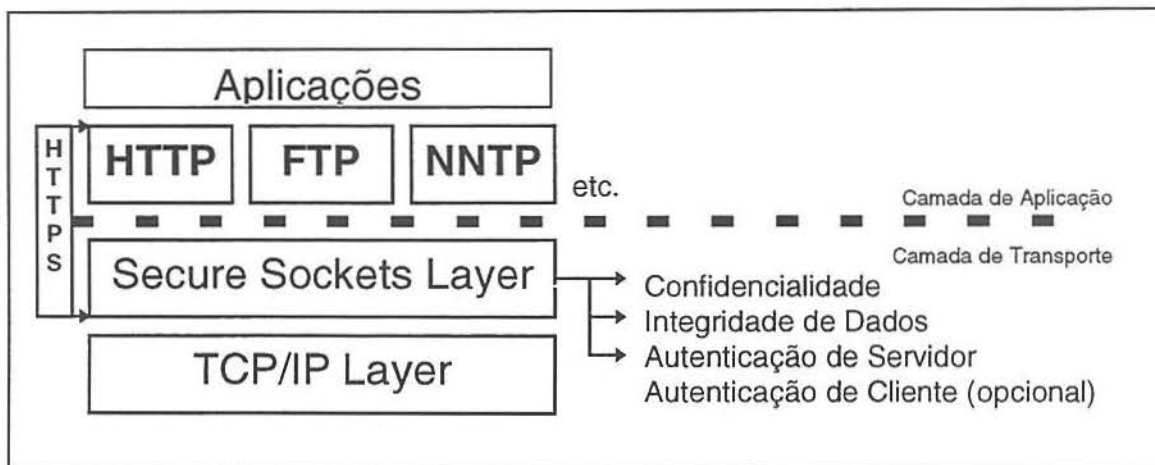 Aplicações
HTTPS
HTTP FTP NNTP
etc.
Camada de Aplicação
Camada de Transporte
Secure Sockets Layer
Confidencialidade
Integridade de Dados
Autenticação de Servidor
Autenticação de Cliente (opcional)
TCP/IP Layer